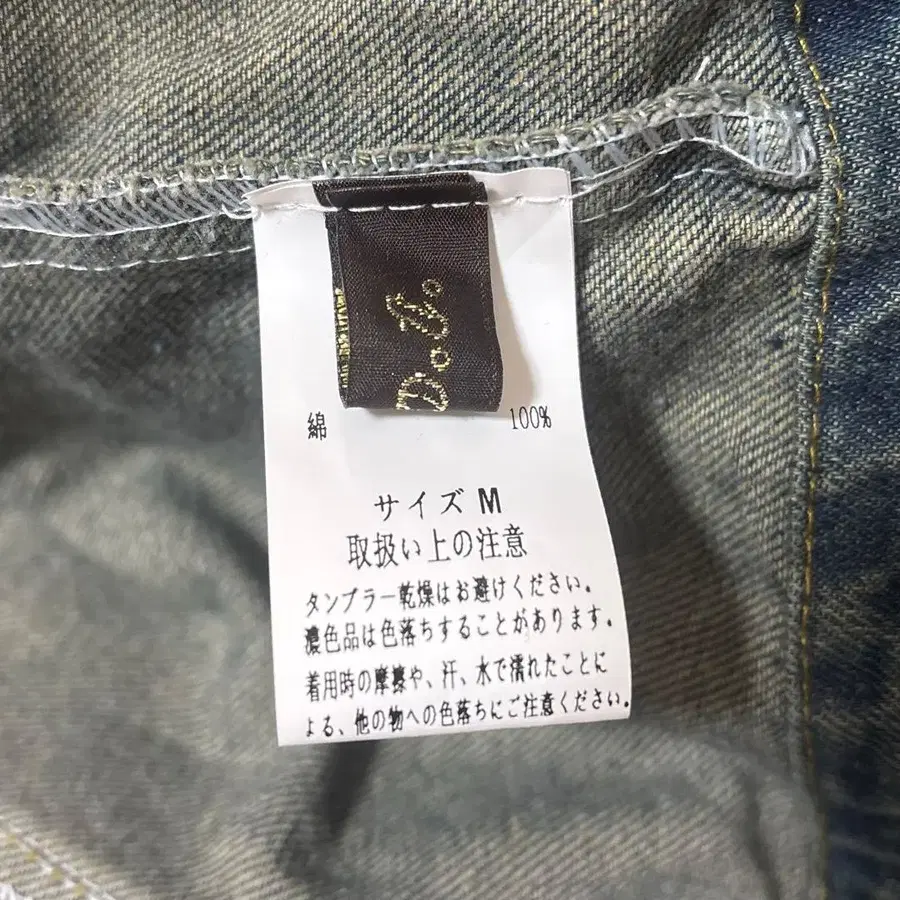 綿 100%
サイズ M
取扱い上の注意
タンブラー乾燥はお避けください。
濃色品は色落ちすることがあります。
着用時の摩擦や、汗、水で濡れたことに
よる、他の物への色落ちにご注意ください。